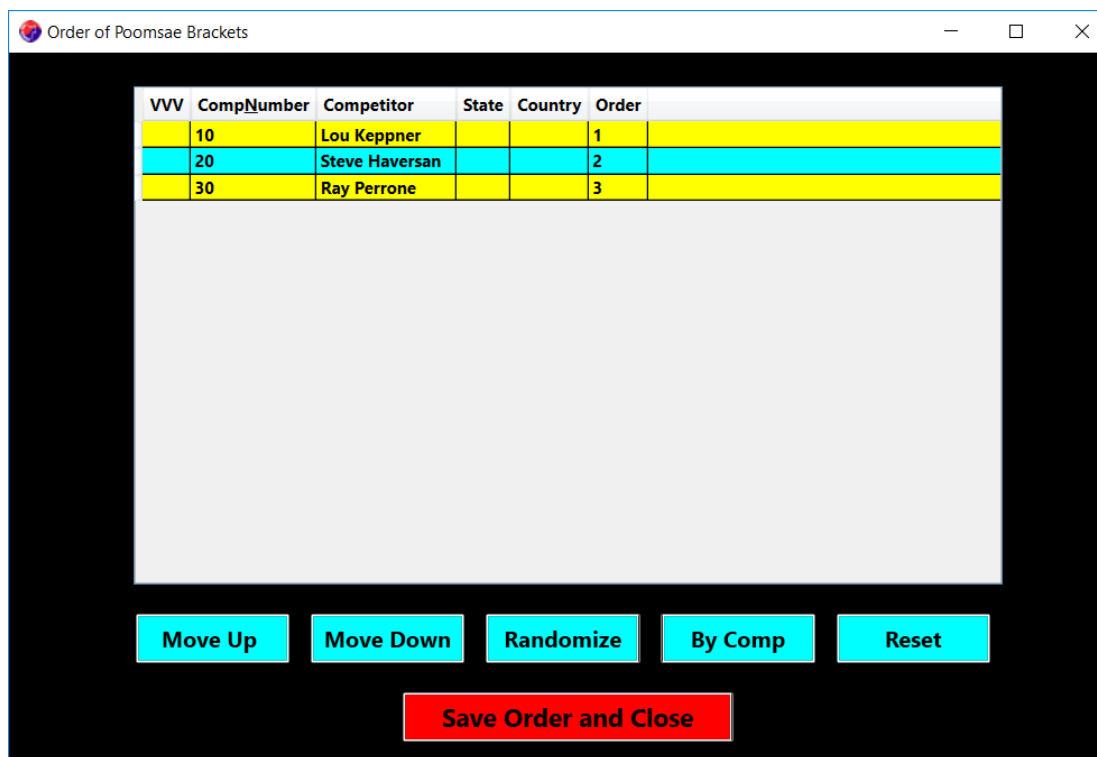 Order of Poomsae Brackets
VVV CompNumber Competitor State Country Order
10 Lou Keppner 1
20 Steve Haversan 2
30 Ray Perrone 3
Move Up Move Down Randomize By Comp Reset
Save Order and Close